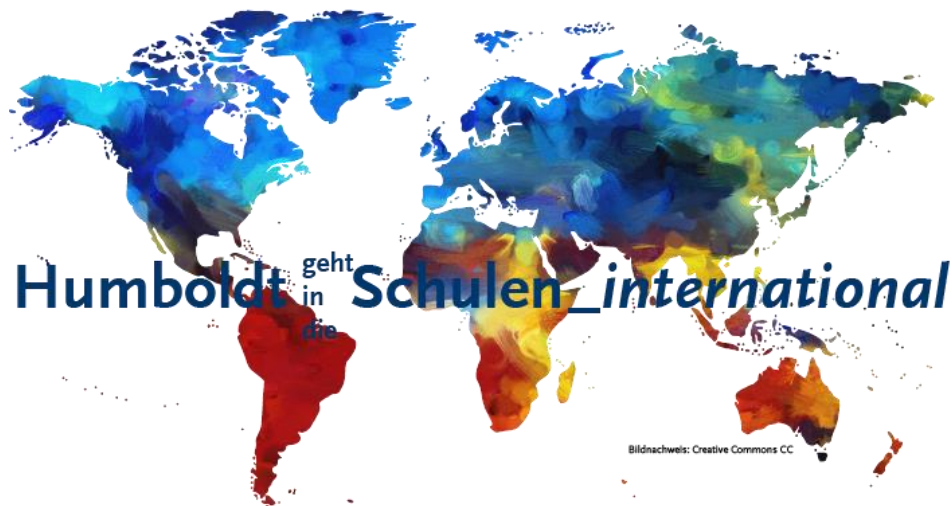 Humboldt geht in die Schulen_international
Bildnachweis: Creative Commons CC